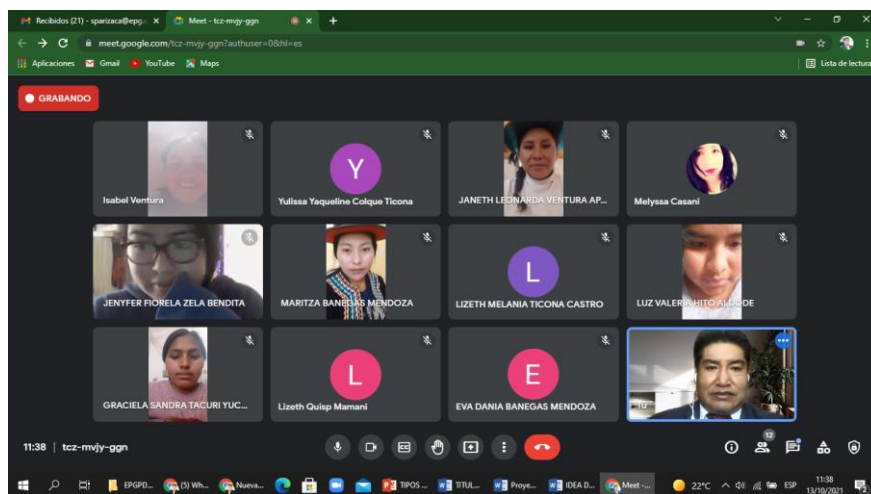 Recibidos (21) - sparizaca@epg.
Meet - tcz-mvjy-ggn
meet.google.com/tcz-mvjy-ggn?authuser=0&hl=es
Aplicaciones
Gmail
YouTube
Maps
Lista de lectura
GRABANDO
Isabel Ventura
Y
Yulissa Yaqueline Colque Ticona
JANETH LEONARDA VENTURA AP...
Melyssa Casani
JENYFER FIORELA ZELA BENDITA
MARITZA BANEGAS MENDOZA
L
LIZETH MELANIA TICONA CASTRO
LUZ VALERIA HITO
GRACIELA SANDRA TACURI YUC...
L
Lizeth Quisp Mamani
E
EVA DANIA BANEGAS MENDOZA
Tú
11:38 | tcz-mvjy-ggn
12
EPGPD...
(5) Wh...
Nueva...
TIPOS ...
TITUL...
Proye...
IDEA D...
Meet -...
22°C
ESP
11:38
13/10/2021
2